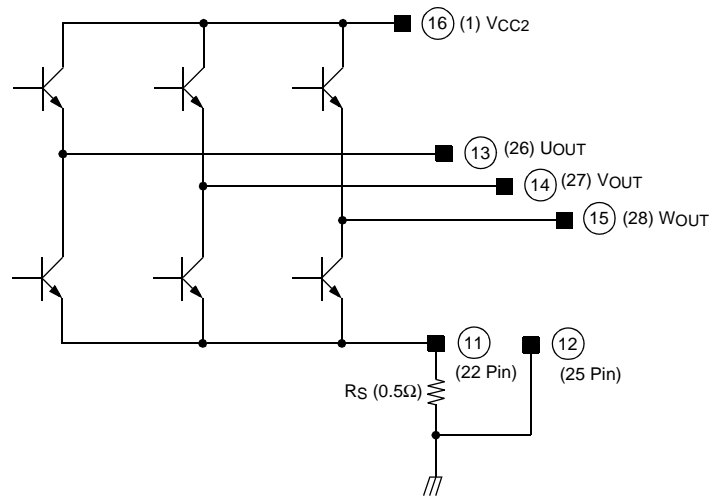 16 (1) VCC2
13 (26) UOUT
14 (27) VOUT
15 (28) WOUT
11 12
(22 Pin) (25 Pin)
RS (0.5Ω)